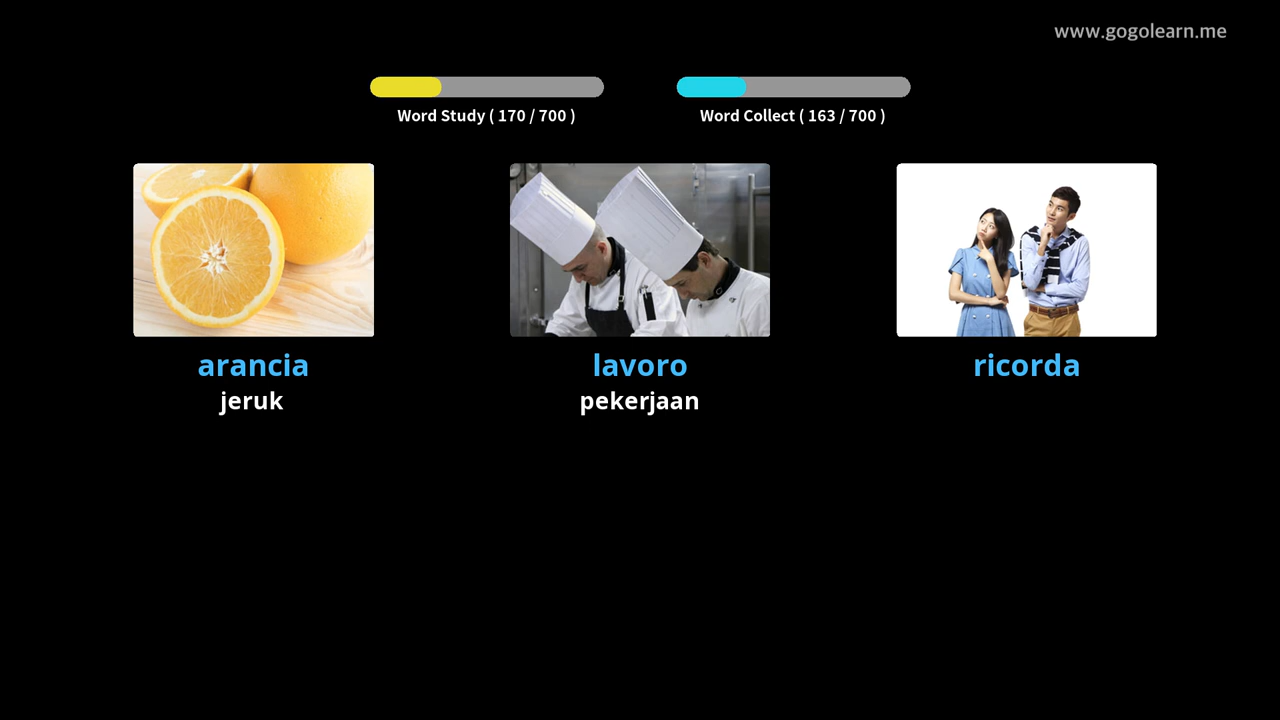 www.gogolearn.me
Word Study ( 170 / 700 )
Word Collect ( 163 / 700 )
arancia
lavoro
ricorda
jeruk
pekerjaan